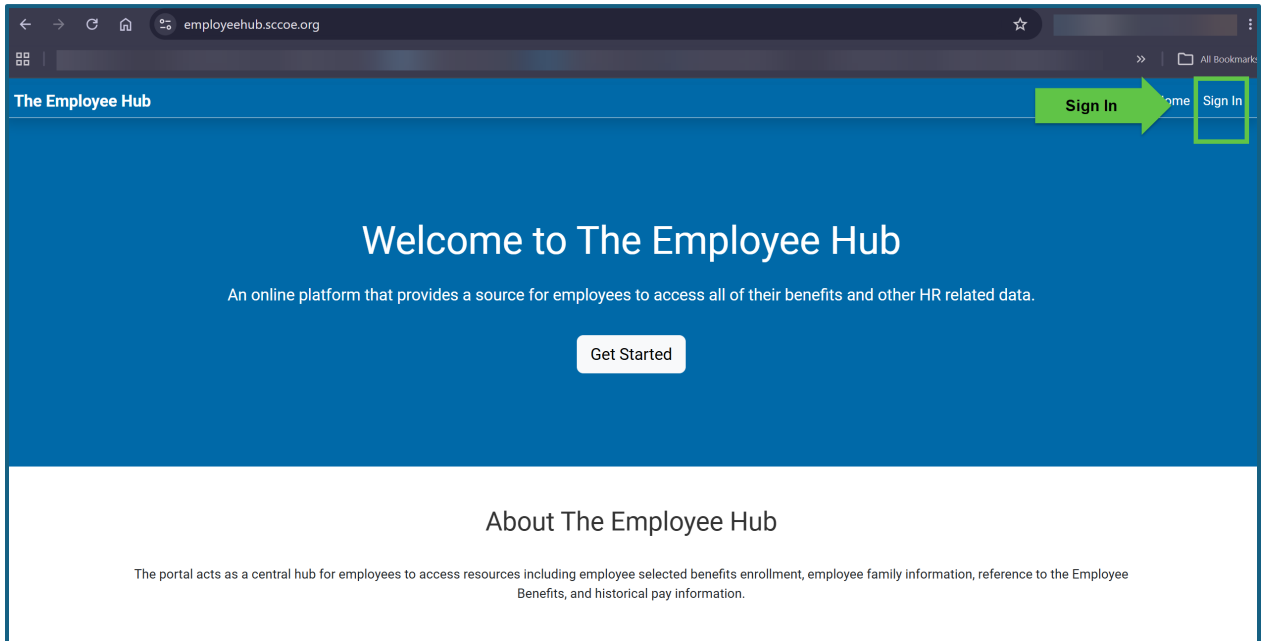 employeehub.sccoe.org
All Bookmarks
The Employee Hub
Sign In
ome
Sign In
Welcome to The Employee Hub
An online platform that provides a source for employees to access all of their benefits and other HR related data.
Get Started
About The Employee Hub
The portal acts as a central hub for employees to access resources including employee selected benefits enrollment, employee family information, reference to the Employee
Benefits, and historical pay information.